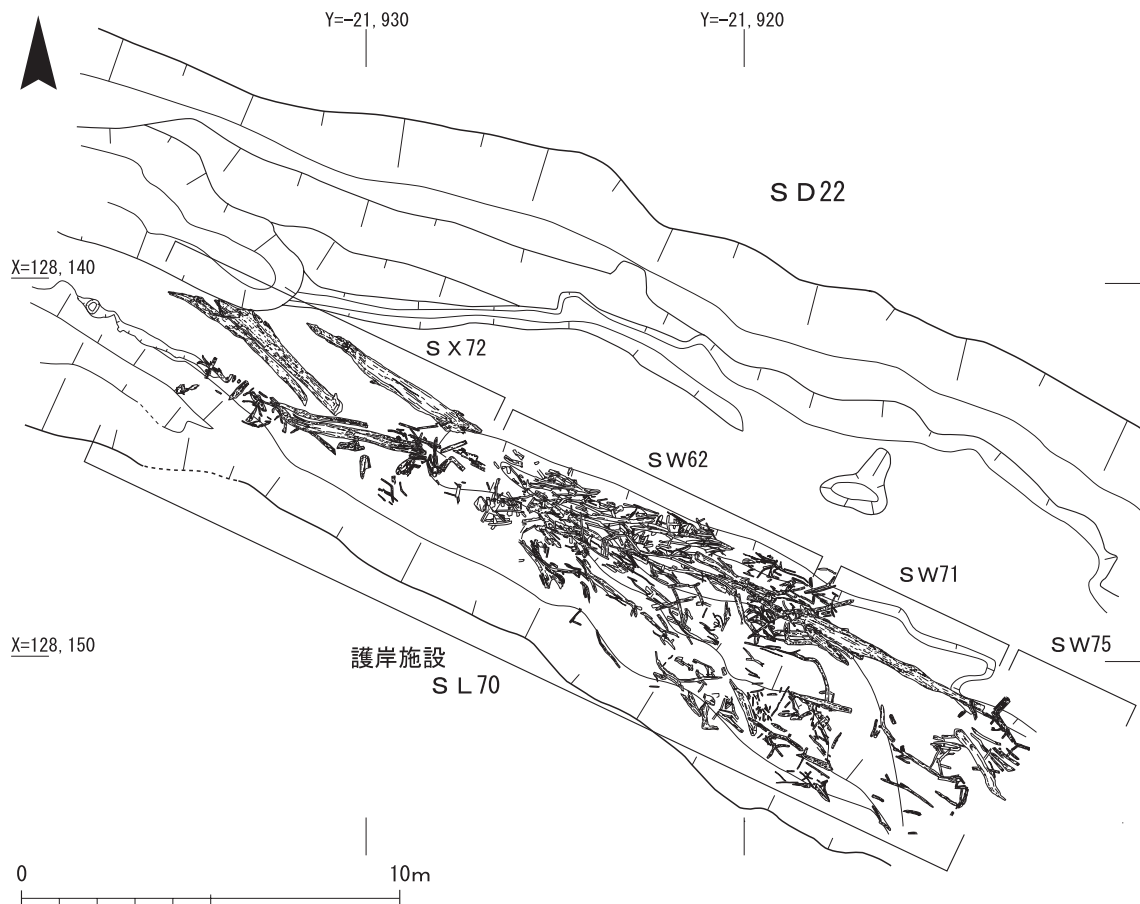 Y=-21,930
Y=-21,920
SD22
X=128,140
SX72
SW62
SW71
SW75
X=128,150
護岸施設
SL70
0 10m